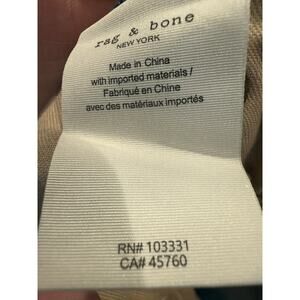 rag & bone
NEW YORK
Made in China
with imported materials /
Fabriqué en Chine
avec des matériaux importés
RN# 103331
CA# 45760